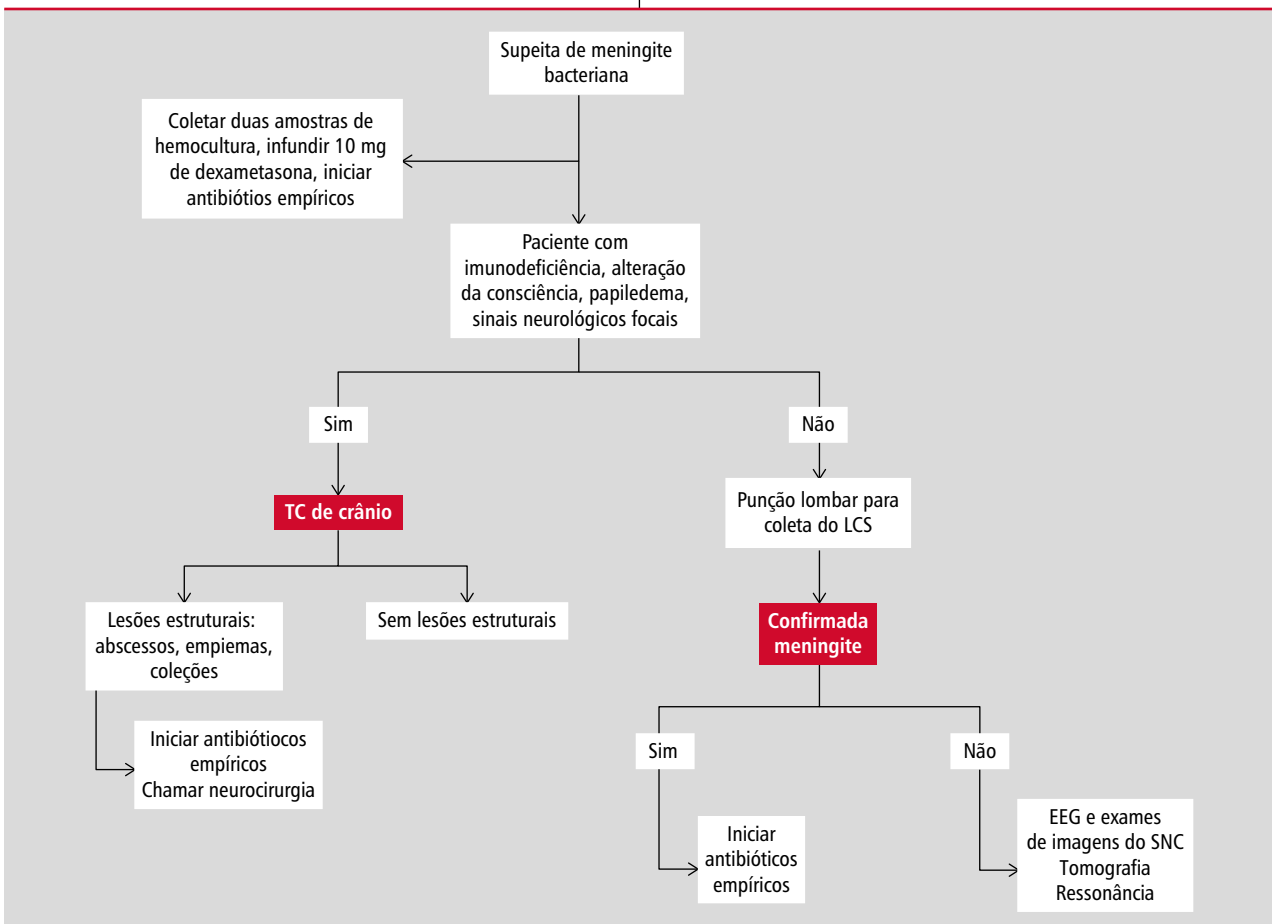 Supeita de meningite
bacteriana
Coletar duas amostras de
hemocultura, infundir 10 mg
de dexametasona, iniciar
antibiótios empíricos
Paciente com
imunodeficiência, alteração
da consciência, papiledema,
sinais neurológicos focais
Sim
Não
TC de crânio
Punção lombar para
coleta do LCS
Lesões estruturais:
abscessos, empiemas,
coleções
Sem lesões estruturais
Confirmada
meningite
Iniciar antibiótiocos
empíricos
Chamar neurocirurgia
Sim
Não
Iniciar
antibióticos
empíricos
EEG e exames
de imagens do SNC
Tomografia
Ressonância